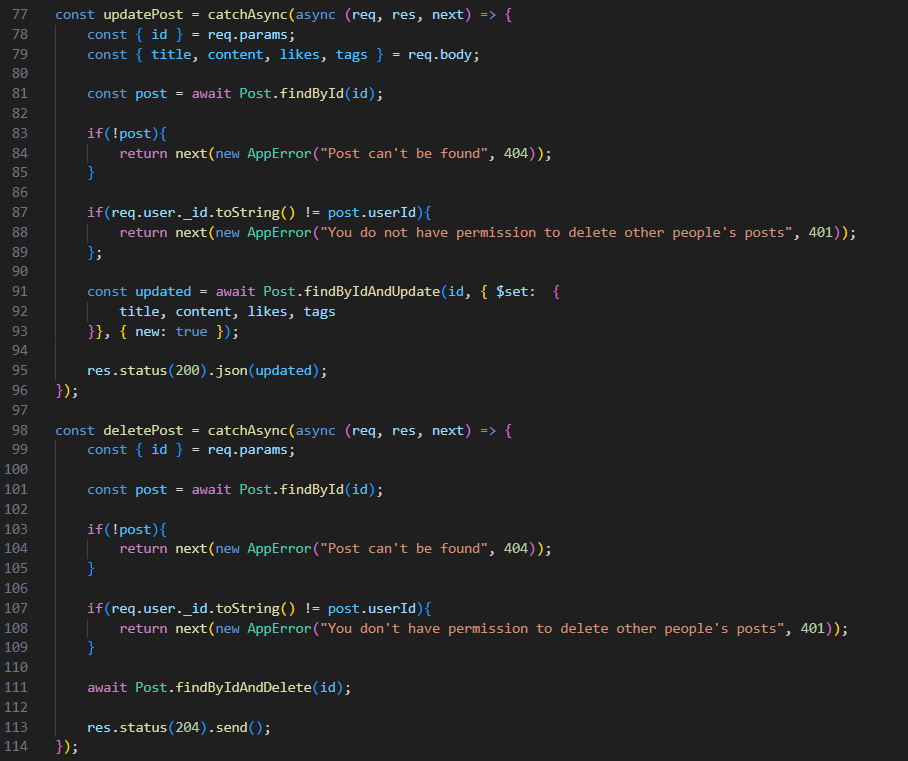 77 const updatePost = catchAsync(async (req, res, next) => {
78     const { id } = req.params;
79     const { title, content, likes, tags } = req.body;
80
81     const post = await Post.findById(id);
82
83     if(!post){
84         return next(new AppError("Post can't be found", 404));
85     }
86
87     if(req.user._id.toString() != post.userId){
88         return next(new AppError("You do not have permission to delete other people's posts", 401));
89     };
90
91     const updated = await Post.findByIdAndUpdate(id, { $set:  {
92         title, content, likes, tags
93     }}, { new: true });
94
95     res.status(200).json(updated);
96 });
97
98 const deletePost = catchAsync(async (req, res, next) => {
99     const { id } = req.params;
100
101     const post = await Post.findById(id);
102
103     if(!post){
104         return next(new AppError("Post can't be found", 404));
105     }
106
107     if(req.user._id.toString() != post.userId){
108         return next(new AppError("You don't have permission to delete other people's posts", 401));
109     }
110
111     await Post.findByIdAndDelete(id);
112
113     res.status(204).send();
114 });